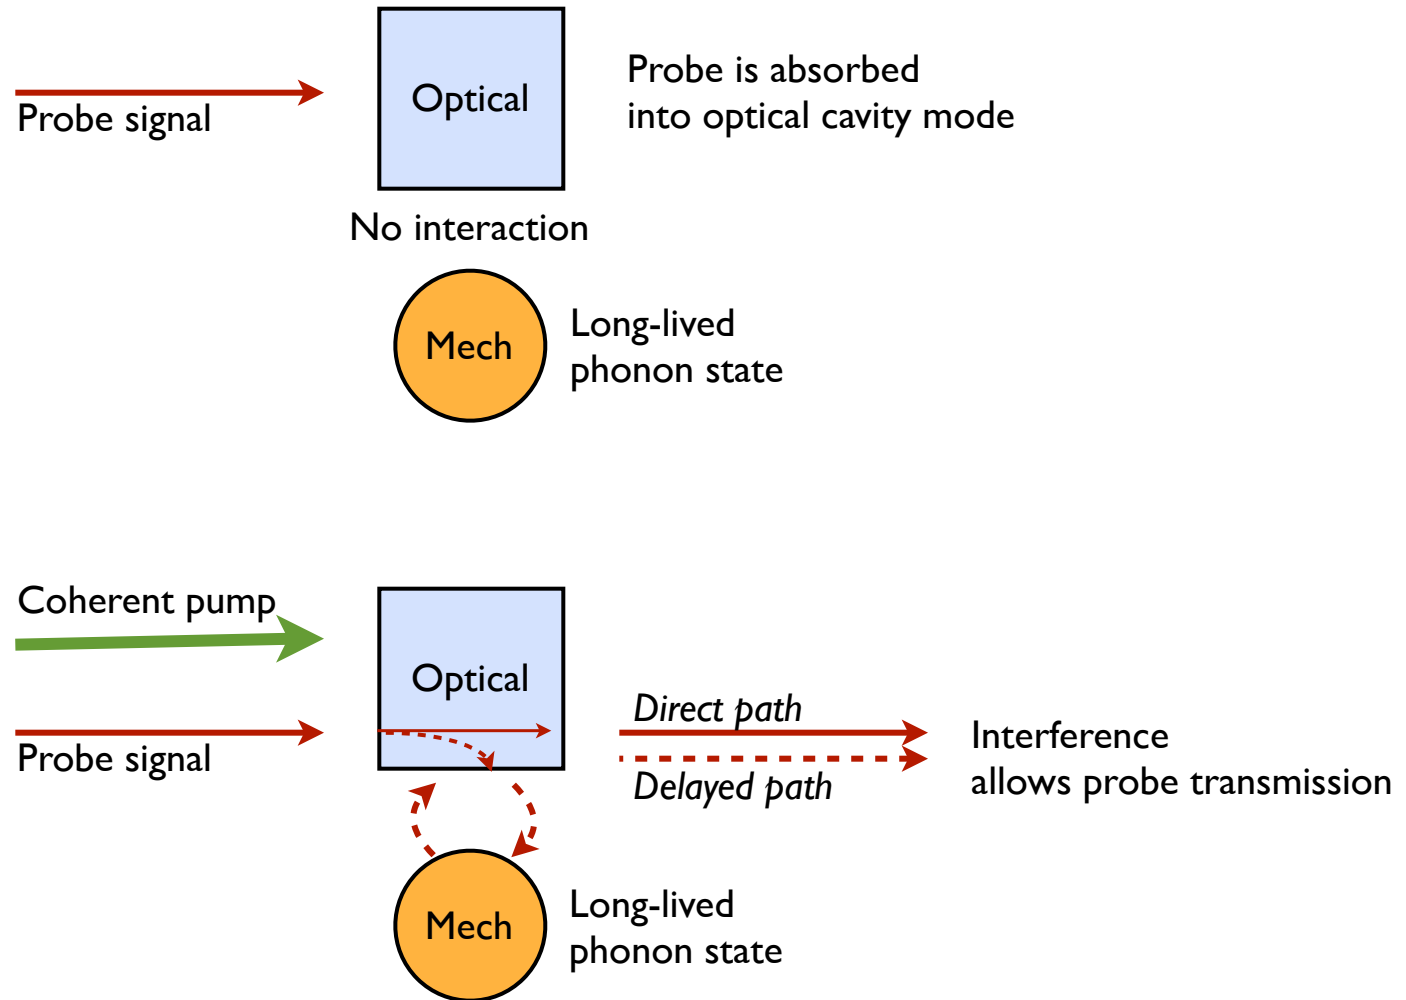 Probe signal
Optical
Probe is absorbed
into optical cavity mode
No interaction
Mech
Long-lived
phonon state
Coherent pump
Probe signal
Optical
Direct path
Delayed path
Interference
allows probe transmission
Mech
Long-lived
phonon state